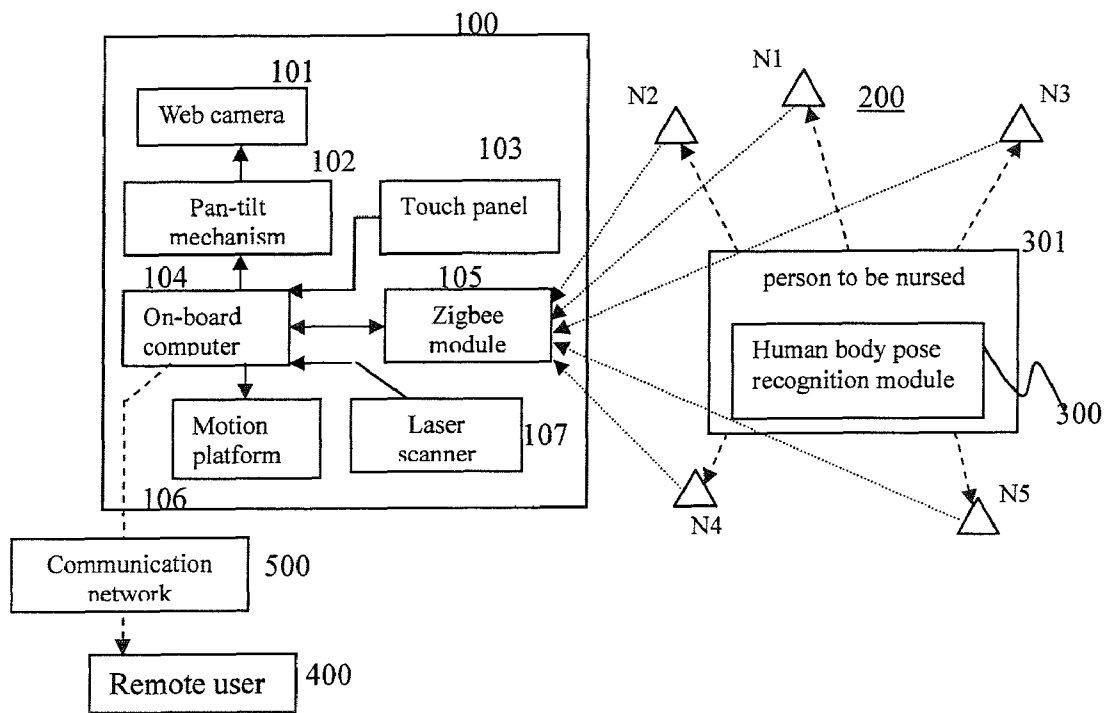 100
101
Web camera
102
Pan-tilt
mechanism
103
Touch panel
104
On-board
computer
105
Zigbee
module
Motion
platform
106
Laser
scanner
107
Communication
network
500
Remote user
400
N1
N2
200
N3
301
person to be nursed
Human body pose
recognition module
300
N4
N5